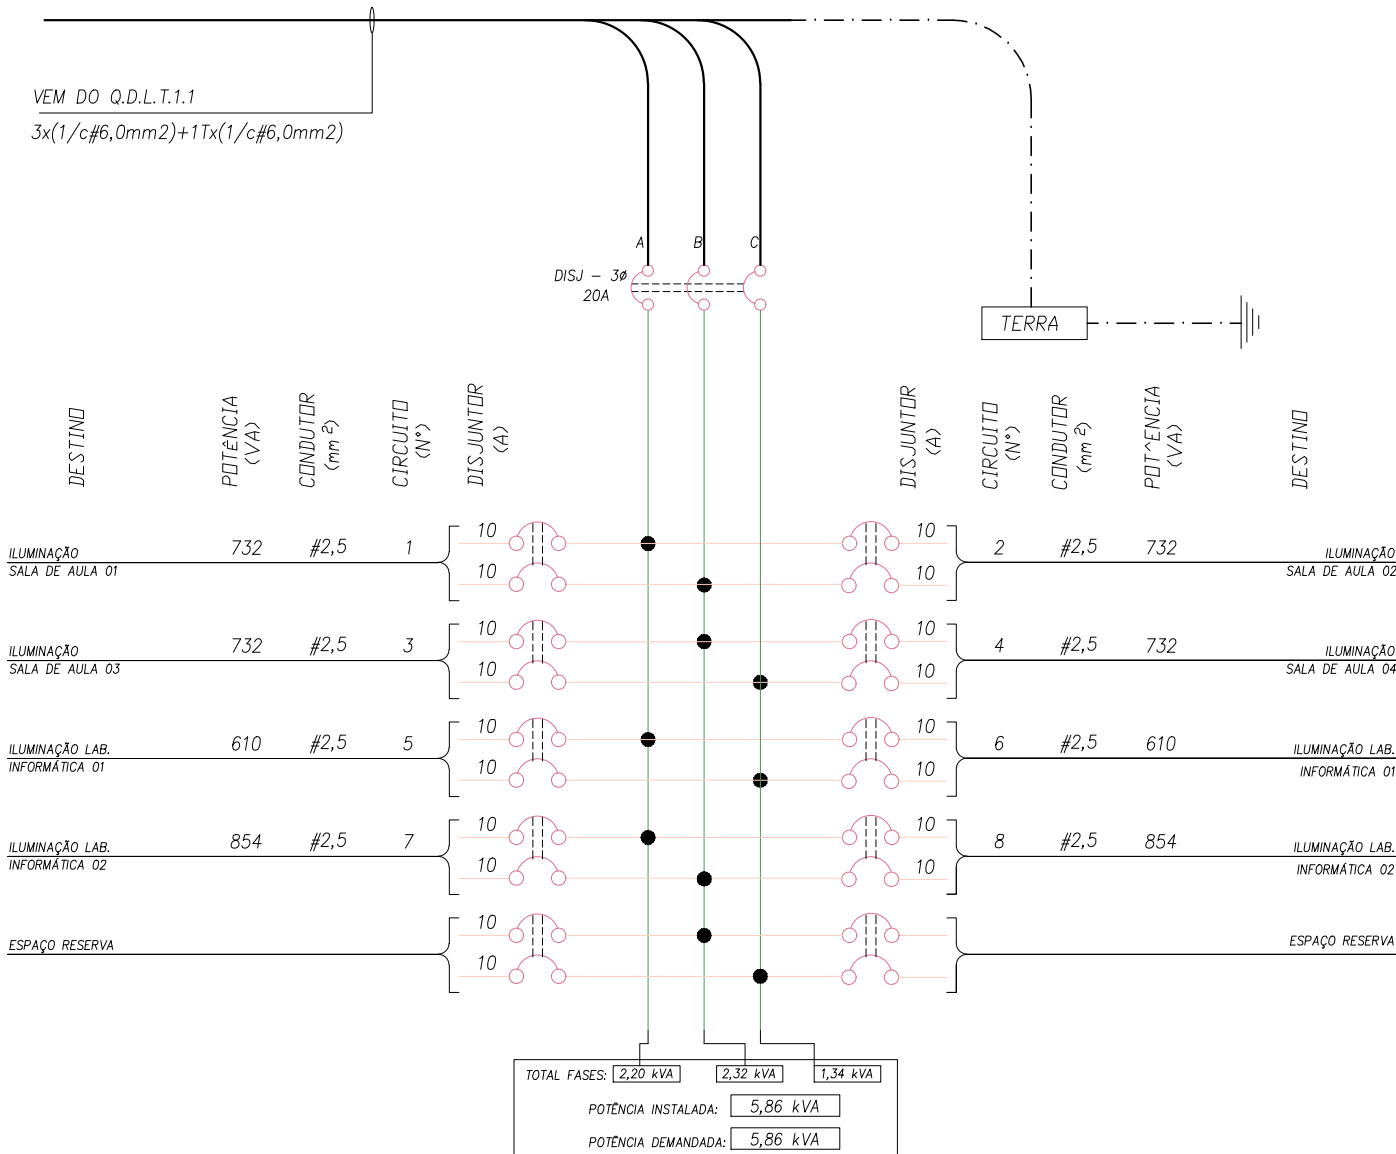 VEM DO Q.D.L.T.1.1
3x(1/c#6,0mm2)+1Tx(1/c#6,0mm2)
A
B
C
DISJ – 3ø
20A
TERRA
DESTINO
POTÊNCIA
(VA)
CONDUTOR
(mm²)
CIRCUITO
(N°)
DISJUNTOR
(A)
DISJUNTOR
(A)
CIRCUITO
(N°)
CONDUTOR
(mm²)
POT^ENCIA
(VA)
DESTINO
ILUMINAÇÃO
SALA DE AULA 01
732 #2,5 1
10
10
10
10
2 #2,5 732
ILUMINAÇÃO
SALA DE AULA 02
ILUMINAÇÃO
SALA DE AULA 03
732 #2,5 3
10
10
10
10
4 #2,5 732
ILUMINAÇÃO
SALA DE AULA 04
ILUMINAÇÃO LAB.
INFORMÁTICA 01
610 #2,5 5
10
10
10
10
6 #2,5 610
ILUMINAÇÃO LAB.
INFORMÁTICA 01
ILUMINAÇÃO LAB.
INFORMÁTICA 02
854 #2,5 7
10
10
10
10
8 #2,5 854
ILUMINAÇÃO LAB.
INFORMÁTICA 02
ESPAÇO RESERVA
10
10
ESPAÇO RESERVA
TOTAL FASES: 2,20 kVA 2,32 kVA 1,34 kVA
POTÊNCIA INSTALADA: 5,86 kVA
POTÊNCIA DEMANDADA: 5,86 kVA